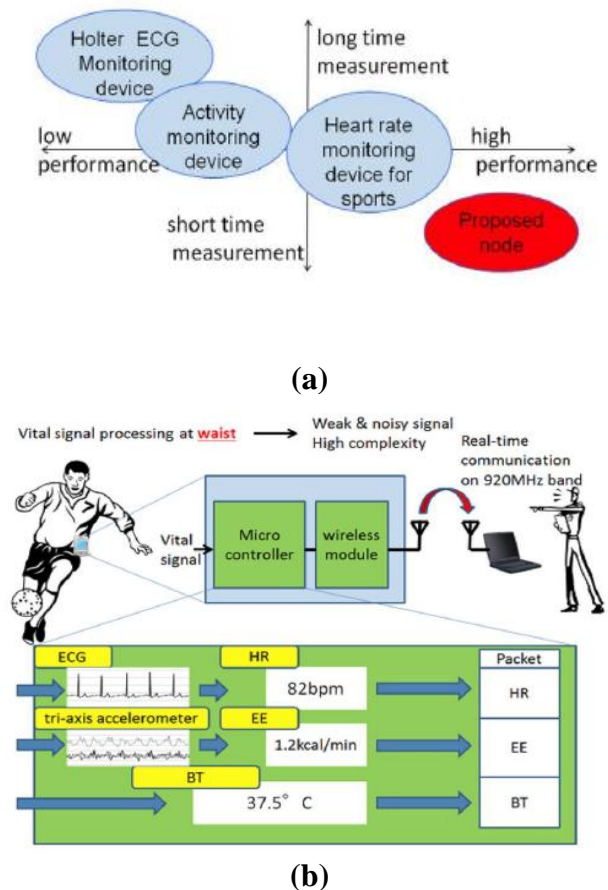 Holter ECG
Monitoring
device
long time
measurement
Activity
monitoring
device
Heart rate
monitoring
device for
sports
low
performance
high
performance
short time
measurement
Proposed
node
(a)
Vital signal processing at waist
Weak & noisy signal
High complexity
Real-time
communication
on 920MHz band
Vital
signal
Micro
controller
wireless
module
ECG
HR
Packet
82bpm
HR
tri-axis accelerometer
EE
1.2kcal/min
EE
BT
37.5° C
BT
(b)